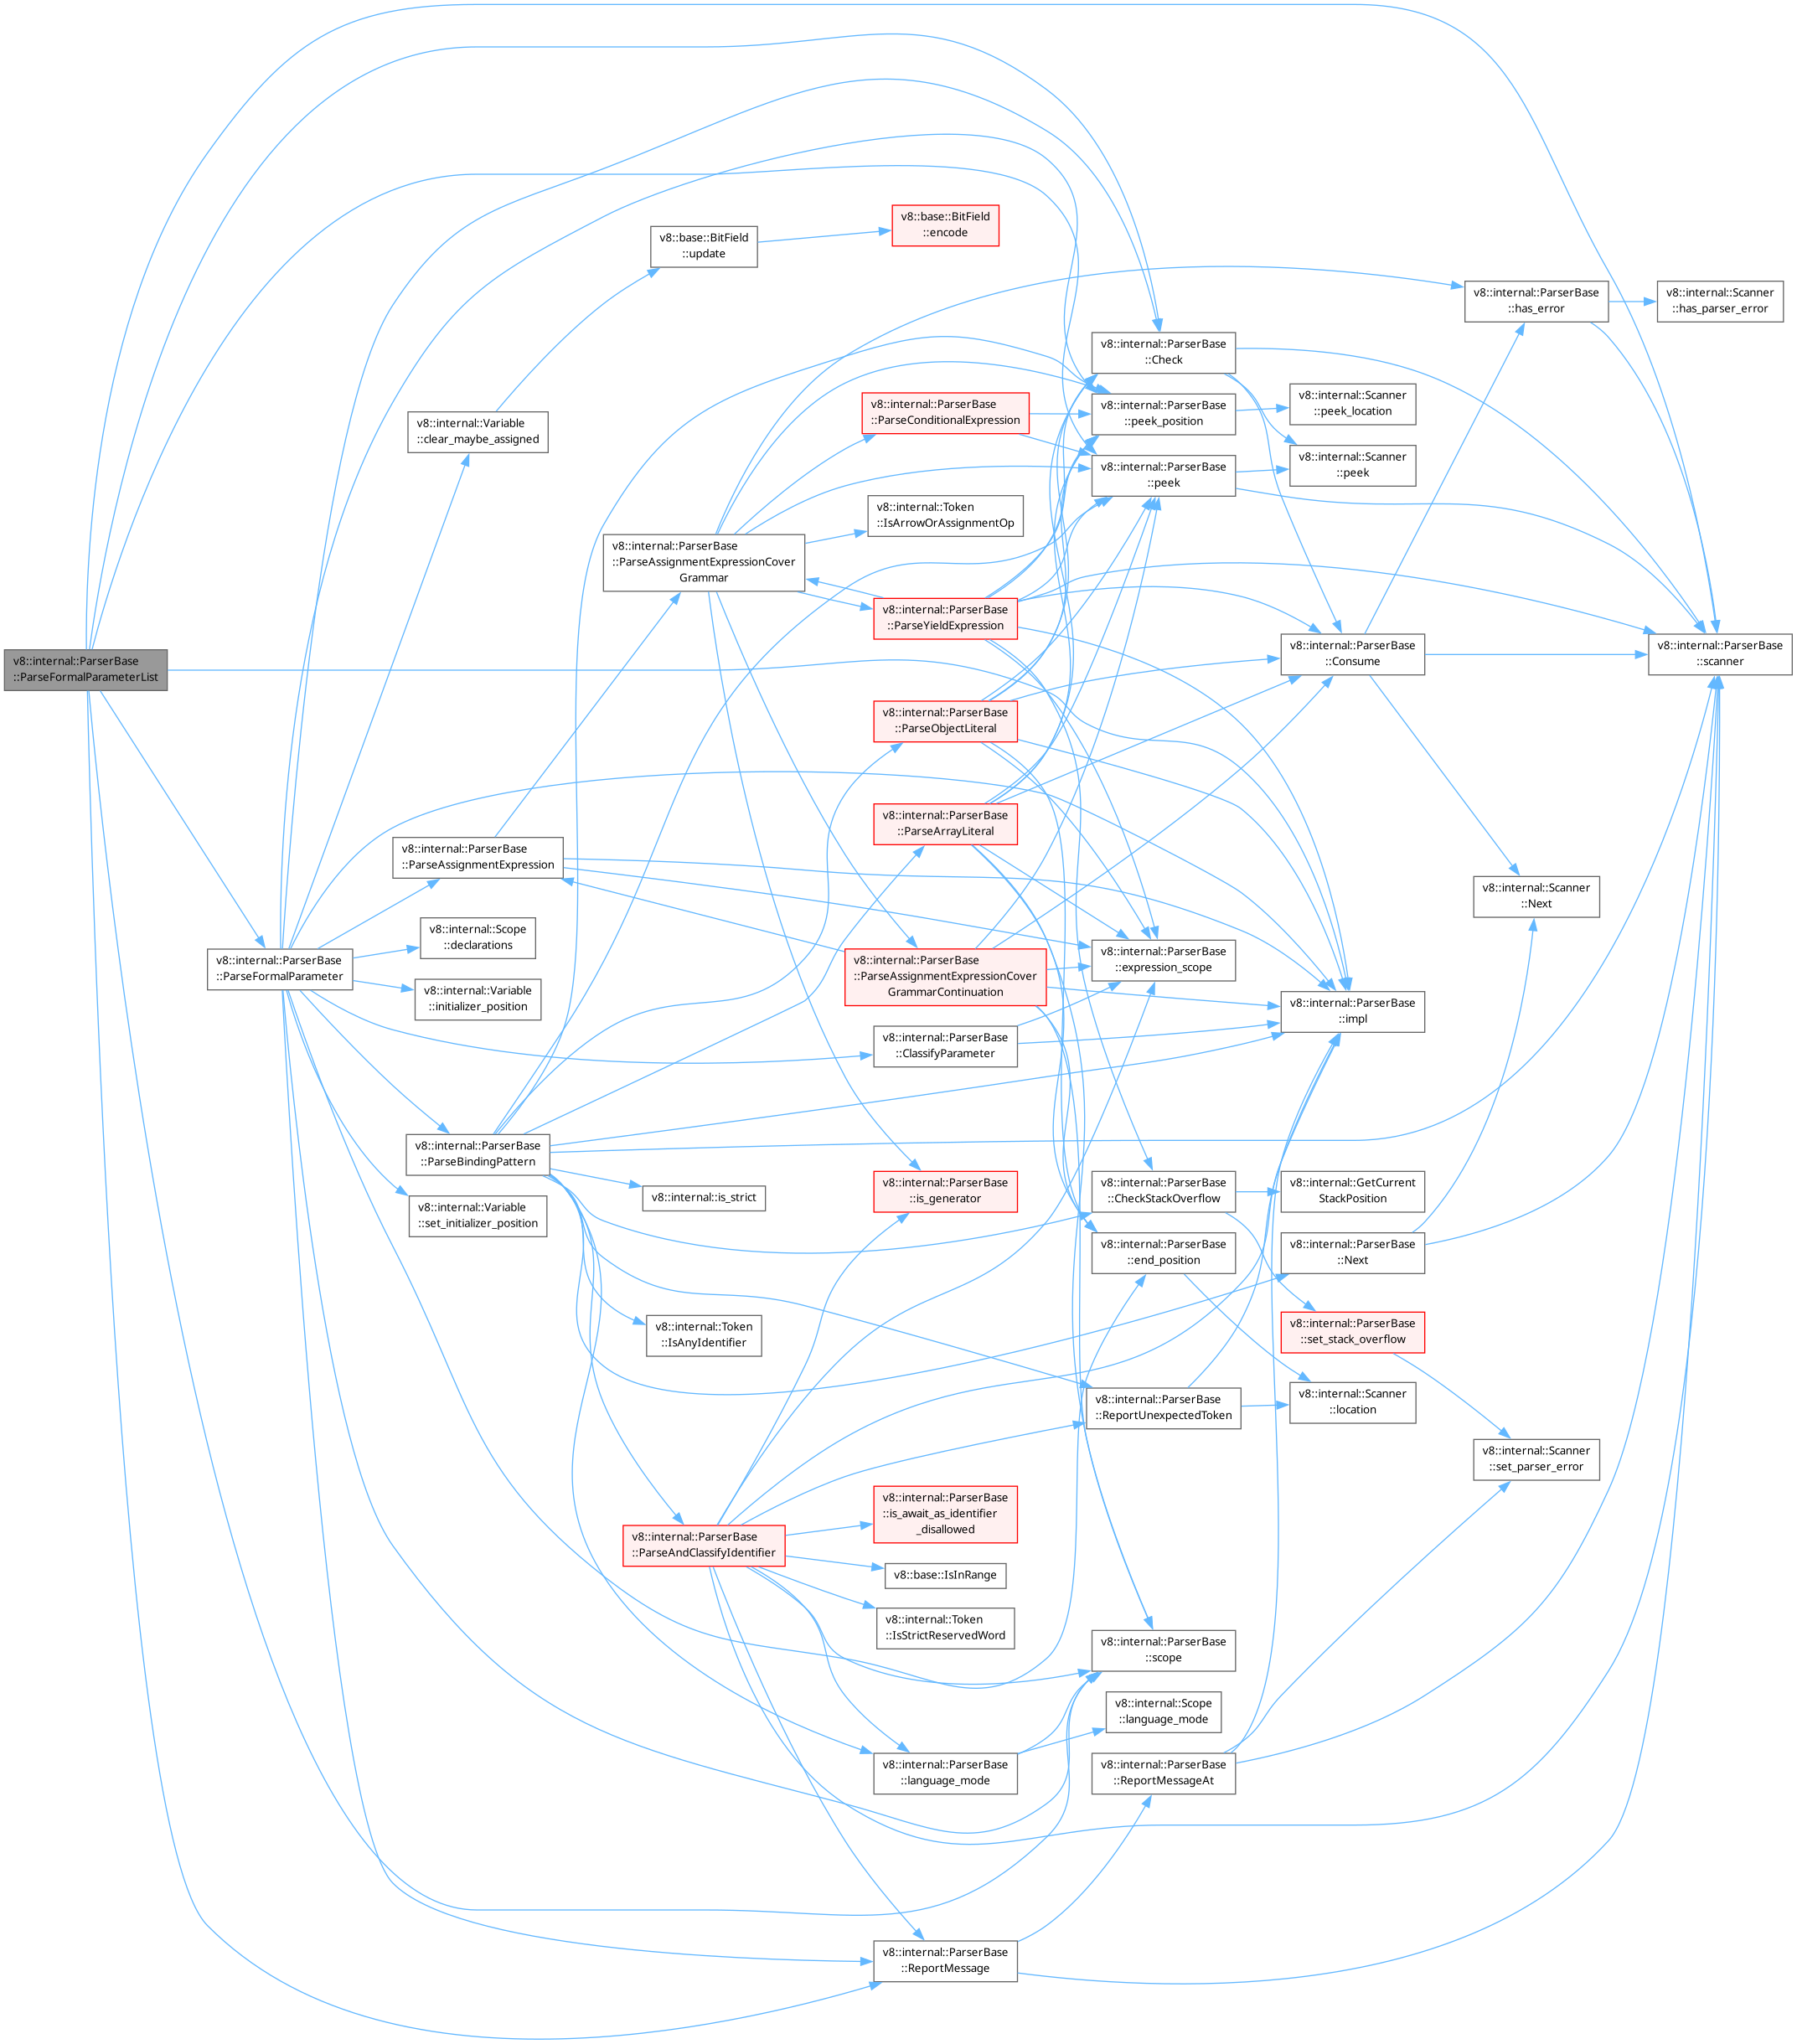 v8::internal::ParserBase
::ParseFormalParameterList
v8::internal::ParserBase
::ParseFormalParameter
v8::internal::Variable
::clear_maybe_assigned
v8::internal::ParserBase
::ParseAssignmentExpression
v8::internal::Scope
::declarations
v8::internal::Variable
::initializer_position
v8::internal::ParserBase
::ParseBindingPattern
v8::internal::Variable
::set_initializer_position
v8::base::BitField
::update
v8::internal::ParserBase
::ParseAssignmentExpressionCover
Grammar
v8::internal::is_strict
v8::internal::Token
::IsAnyIdentifier
v8::internal::ParserBase
::ParseAndClassifyIdentifier
v8::base::BitField
::encode
v8::internal::ParserBase
::ParseConditionalExpression
v8::internal::Token
::IsArrowOrAssignmentOp
v8::internal::ParserBase
::ParseYieldExpression
v8::internal::ParserBase
::ParseObjectLiteral
v8::internal::ParserBase
::ParseArrayLiteral
v8::internal::ParserBase
::ParseAssignmentExpressionCover
GrammarContinuation
v8::internal::ParserBase
::ClassifyParameter
v8::internal::ParserBase
::is_generator
v8::internal::ParserBase
::is_await_as_identifier
_disallowed
v8::base::IsInRange
v8::internal::Token
::IsStrictReservedWord
v8::internal::ParserBase
::language_mode
v8::internal::ParserBase
::ReportMessage
v8::internal::ParserBase
::Check
v8::internal::ParserBase
::peek_position
v8::internal::ParserBase
::peek
v8::internal::ParserBase
::expression_scope
v8::internal::ParserBase
::CheckStackOverflow
v8::internal::ParserBase
::end_position
v8::internal::ParserBase
::ReportUnexpectedToken
v8::internal::ParserBase
::scope
v8::internal::Scope
::language_mode
v8::internal::ParserBase
::ReportMessageAt
v8::internal::Scanner
::peek_location
v8::internal::Scanner
::peek
v8::internal::ParserBase
::Consume
v8::internal::ParserBase
::impl
v8::internal::GetCurrent
StackPosition
v8::internal::ParserBase
::Next
v8::internal::ParserBase
::set_stack_overflow
v8::internal::Scanner
::location
v8::internal::ParserBase
::has_error
v8::internal::Scanner
::Next
v8::internal::Scanner
::set_parser_error
v8::internal::Scanner
::has_parser_error
v8::internal::ParserBase
::scanner